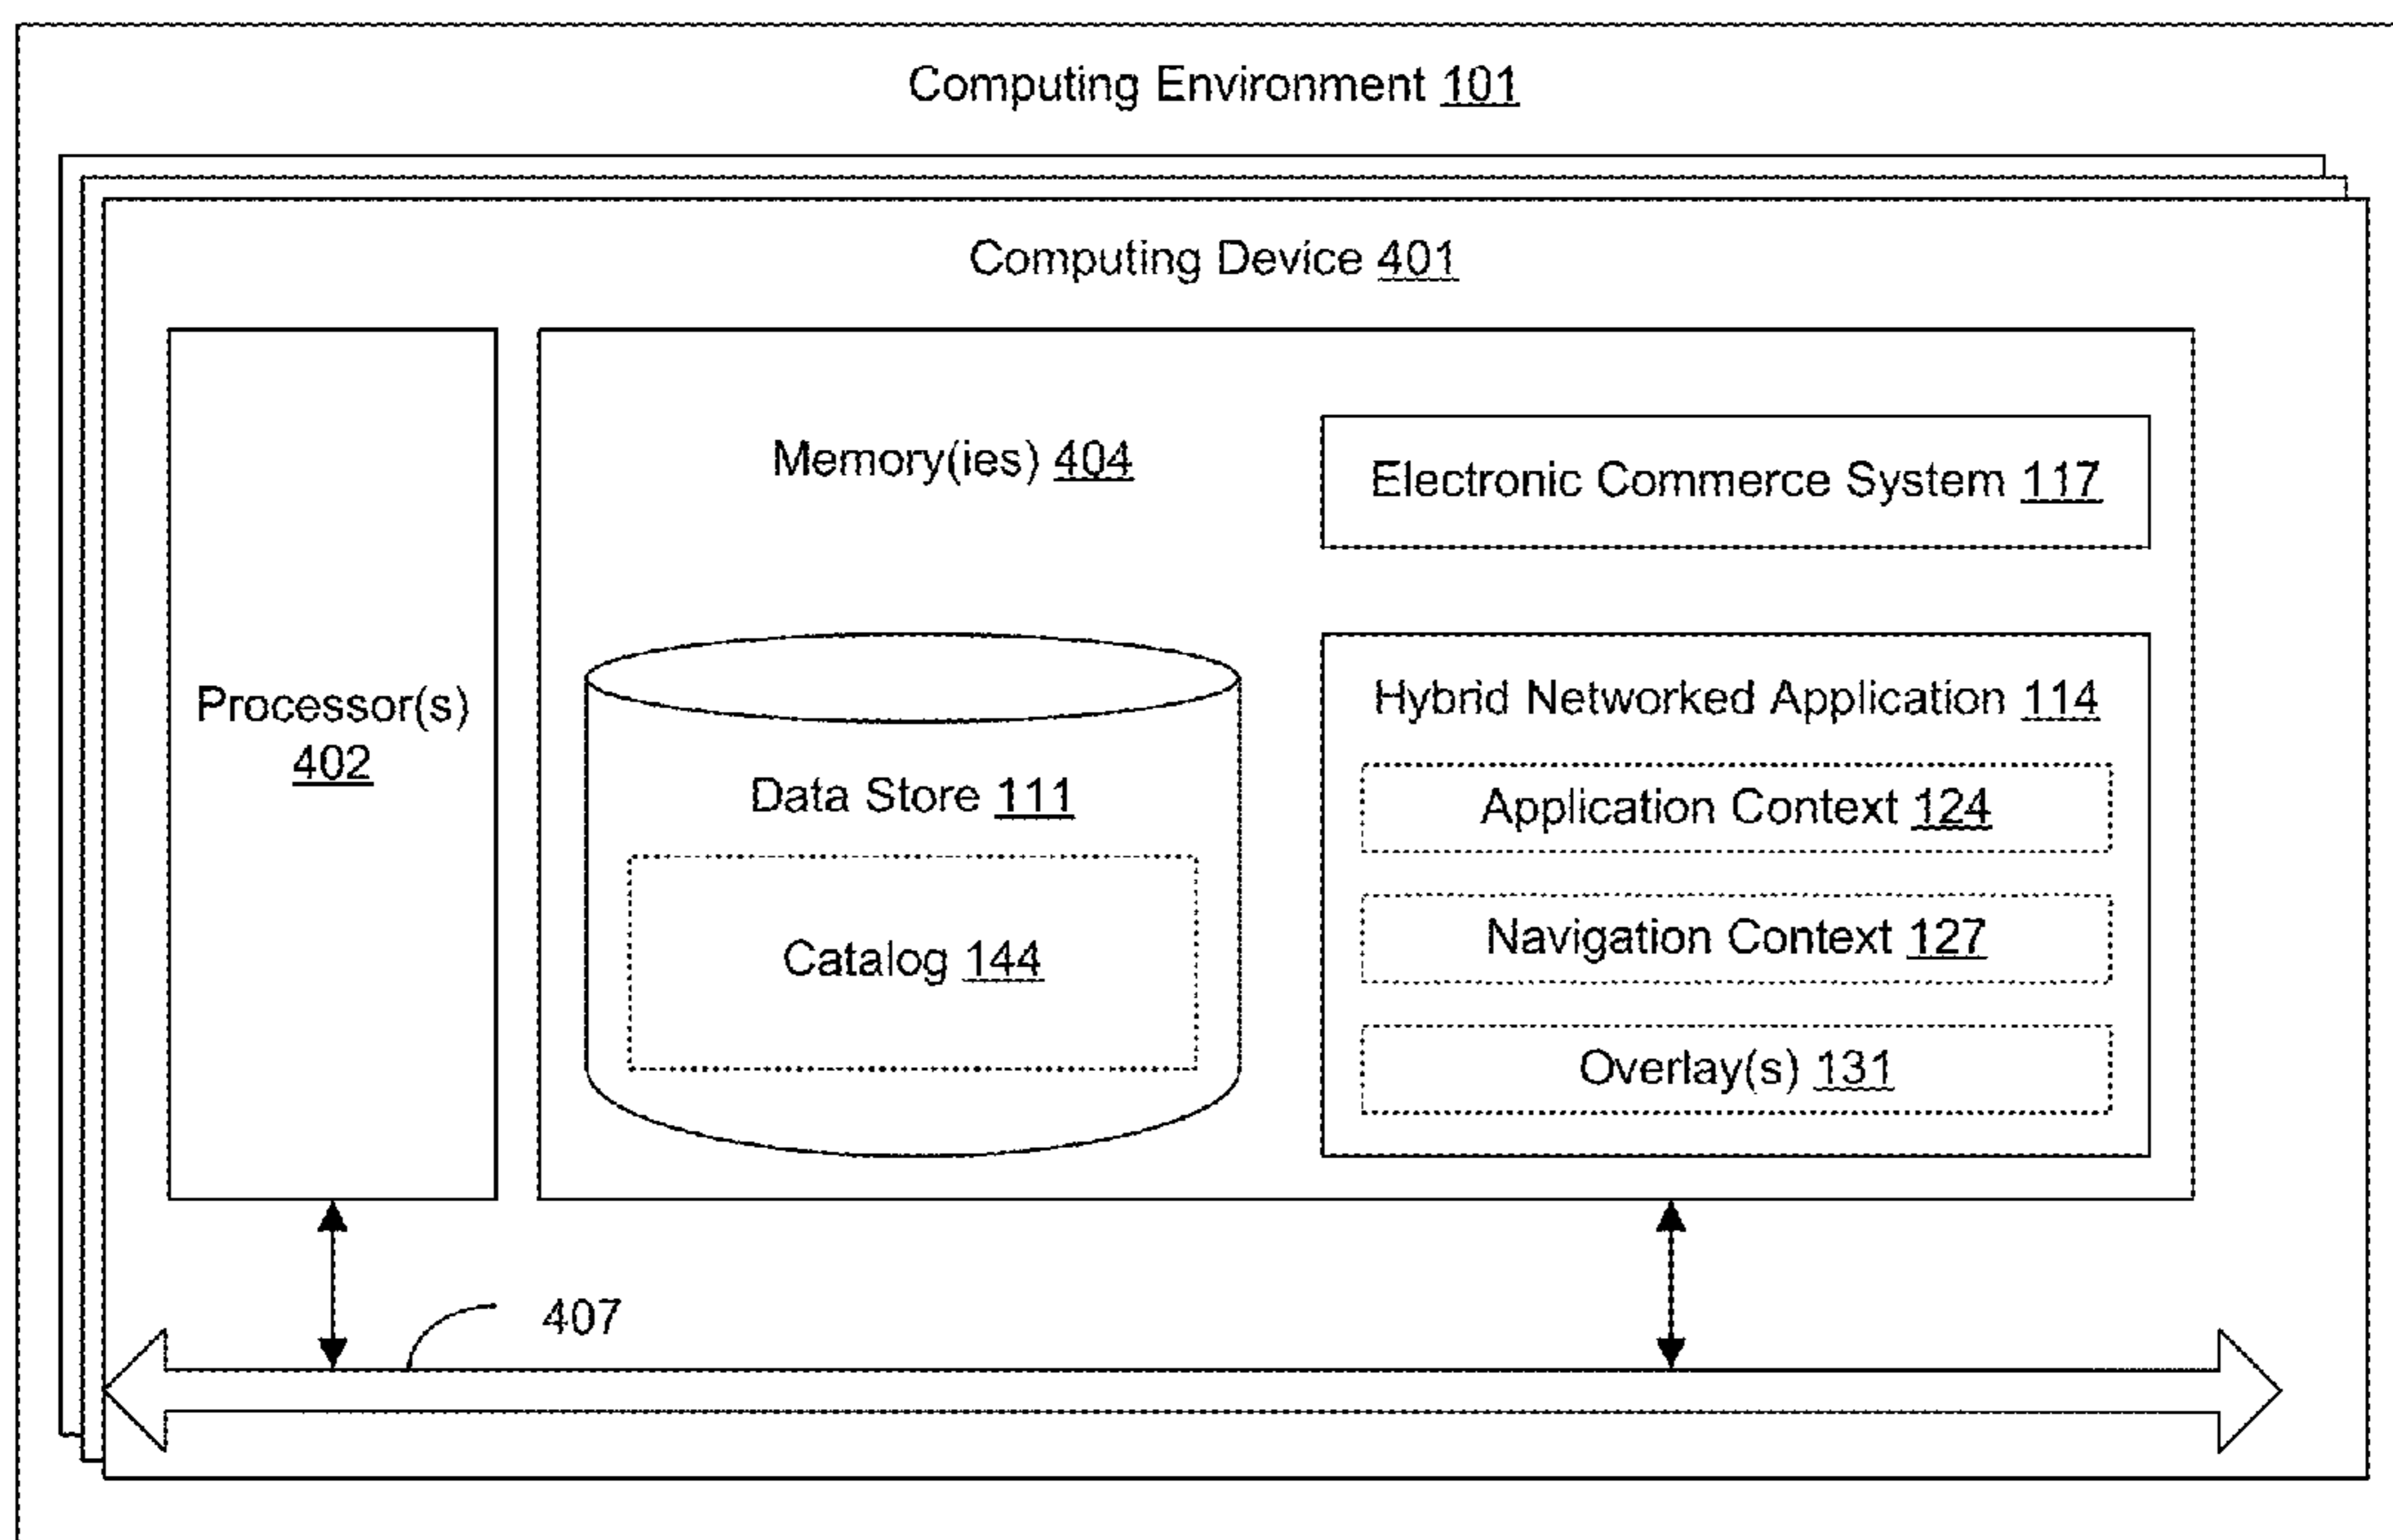 Computing Environment 101
Computing Device 401
Processor(s)
402
Memory(ies) 404
Electronic Commerce System 117
Data Store 111
Catalog 144
Hybrid Networked Application 114
Application Context 124
Navigation Context 127
Overlay(s) 131
407